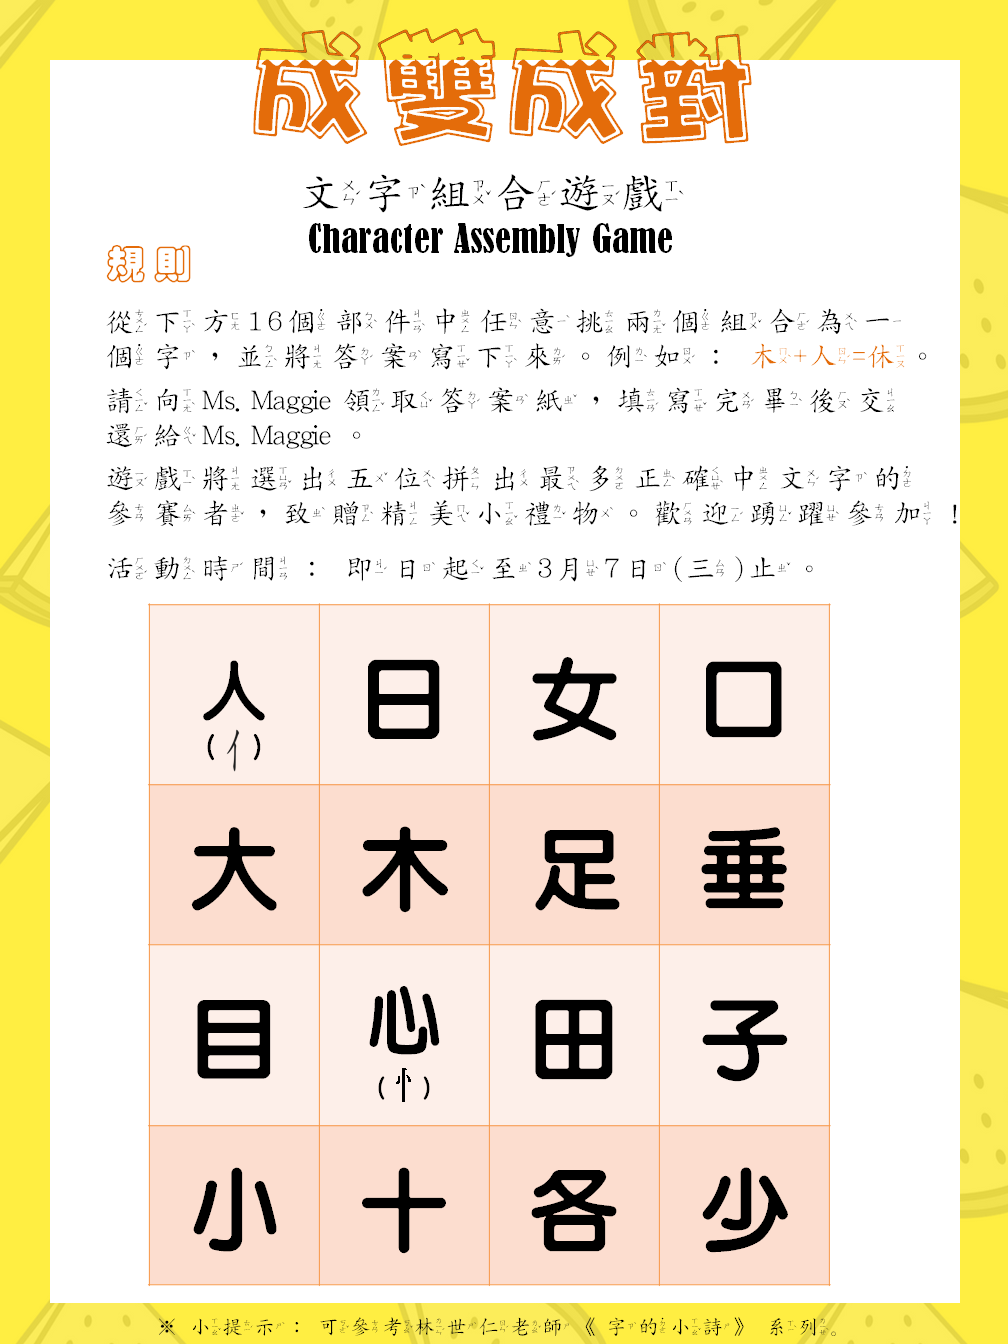 成雙成對
文字組合遊戲
Character Assembly Game
規則
從下方16個部件中任意挑兩個組合為一
個字，並將答案寫下來。例如：木+人=休。
請向Ms. Maggie領取答案紙，填寫完畢後交
還給Ms. Maggie。
遊戲將選出五位拼出最多正確中文字的
參賽者，致贈精美小禮物。歡迎踴躍參加!
活動時間：即日起至3月7日(三)止。
人 日 女 口
(亻)
大 木 足 垂
目 心 田 子
(忄)
小 十 各 少
※小提示：可參考林世仁老師《字的小詩》系列。